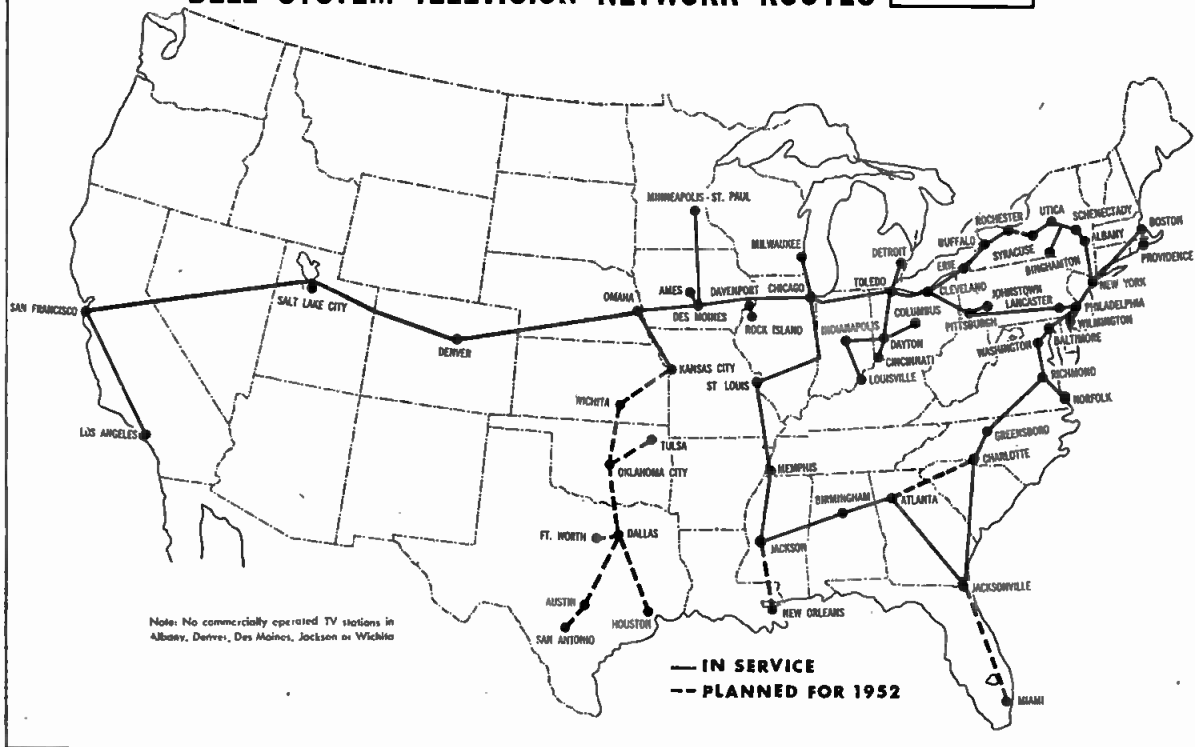 BELL SYSTEM TELEVISION NETWORK ROUTES
MINNEAPOLIS - ST. PAUL
MILWAUKEE
DETROIT
BUFFALO
ROCHESTER
SYRACUSE
UTICA
BINGHAMTON
SCHENECTADY
ALBANY
BOSTON
PROVIDENCE
NEW YORK
ERIE
TOLEDO
CLEVELAND
JOHNSTOWN
LANCASTER
PITTSBURGH
PHILADELPHIA
WILMINGTON
BALTIMORE
WASHINGTON
SAN FRANCISCO
SALT LAKE CITY
DENVER
OMAHA
AMES
DES MOINES
DAVENPORT
ROCK ISLAND
CHICAGO
INDIANAPOLIS
COLUMBUS
DAYTON
CINCINNATI
LOUISVILLE
KANSAS CITY
ST LOUIS
RICHMOND
NORFOLK
LOS ANGELES
WICHITA
TULSA
OKLAHOMA CITY
MEMPHIS
GREENSBORO
CHARLOTTE
BIRMINGHAM
ATLANTA
FT. WORTH
DALLAS
JACKSON
JACKSONVILLE
AUSTIN
SAN ANTONIO
HOUSTON
NEW ORLEANS
MIAMI
Note: No commercially operated TV stations in
Albany, Denver, Des Moines, Jackson or Wichita
IN SERVICE
PLANNED FOR 1952